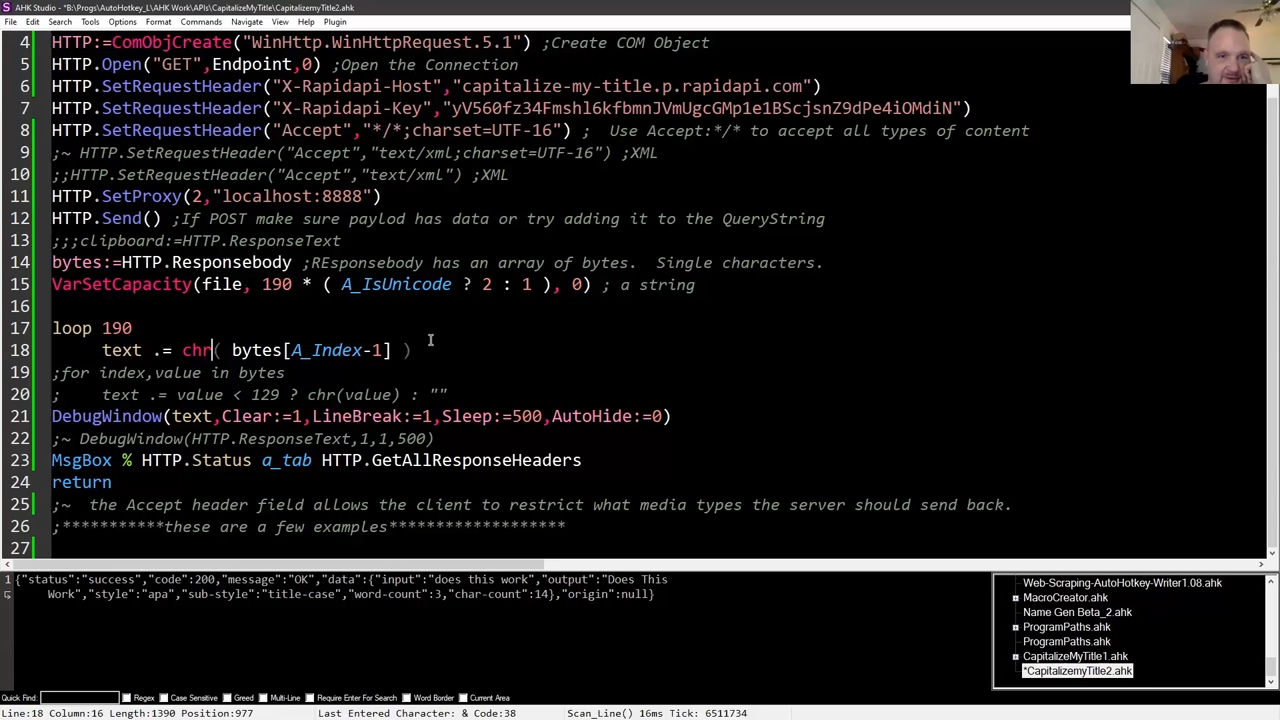 AHK Studio - *B:\Progs\AutoHotkey_L\AHK Work\APIs\CapitalizeMyTitle\CapitalizemyTitle2.ahk
File Edit Search Tools Options Format Commands Navigate View Help Plugin
4 HTTP:=ComObjCreate("WinHttp.WinHttpRequest.5.1") ;Create COM Object
5 HTTP.Open("GET",Endpoint,0) ;Open the Connection
6 HTTP.SetRequestHeader("X-Rapidapi-Host","capitalize-my-title.p.rapidapi.com")
7 HTTP.SetRequestHeader("X-Rapidapi-Key","yV560fz34Fmshl6kfbmnJVmUgcGMp1e1BScjsnZ9dPe4iOMdiN")
8 HTTP.SetRequestHeader("Accept","*/*;charset=UTF-16") ;  Use Accept:*/* to accept all types of content
9 ;~ HTTP.SetRequestHeader("Accept","text/xml;charset=UTF-16") ;XML
10 ;;HTTP.SetRequestHeader("Accept","text/xml") ;XML
11 HTTP.SetProxy(2,"localhost:8888")
12 HTTP.Send() ;If POST make sure paylod has data or try adding it to the QueryString
13 ;;;clipboard:=HTTP.ResponseText
14 bytes:=HTTP.Responsebody ;REsponsebody has an array of bytes.  Single characters.
15 VarSetCapacity(file, 190 * ( A_IsUnicode ? 2 : 1 ), 0) ; a string
16
17 loop 190
18 text .= chr( bytes[A_Index-1] )
19 ;for index,value in bytes
20 ;    text .= value < 129 ? chr(value) : ""
21 DebugWindow(text,Clear:=1,LineBreak:=1,Sleep:=500,AutoHide:=0)
22 ;~ DebugWindow(HTTP.ResponseText,1,1,500)
23 MsgBox % HTTP.Status a_tab HTTP.GetAllResponseHeaders
24 return
25 ;~  the Accept header field allows the client to restrict what media types the server should send back.
26 ;***********these are a few examples*******************
27
1 {"status":"success","code":200,"message":"OK","data":{"input":"does this work","output":"Does This
Work","style":"apa","sub-style":"title-case","word-count":3,"char-count":14},"origin":null}
Web-Scraping-AutoHotkey-Writer1.08.ahk
MacroCreator.ahk
Name Gen Beta_2.ahk
ProgramPaths.ahk
ProgramPaths.ahk
CapitalizeMyTitle1.ahk
*CapitalizemyTitle2.ahk
Quick Find: Regex Case Sensitive Greed Multi-Line Require Enter For Search Word Border Current Area
Line:18 Column:16 Length:1390 Position:977 Last Entered Character: & Code:38 Scan_Line() 16ms Tick: 6511734